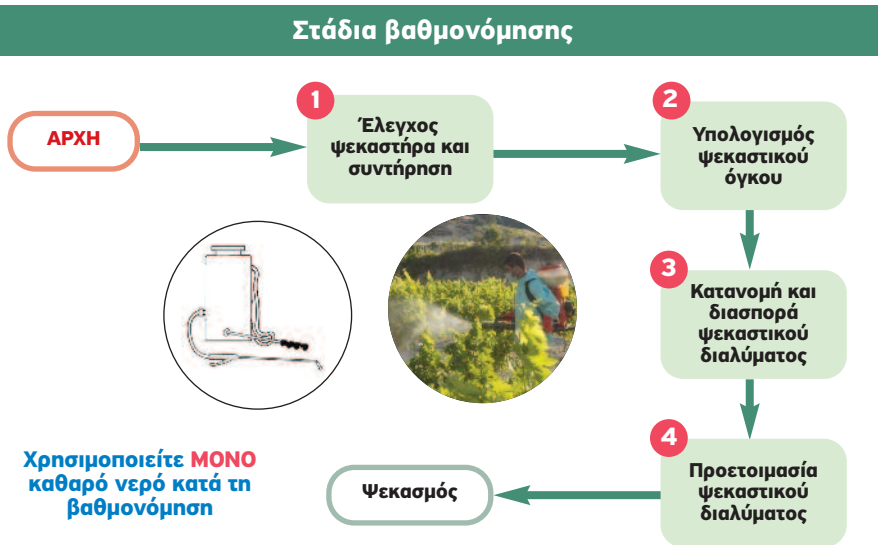 Στάδια βαθμονόμησης
ΑΡΧΗ
1
Έλεγχος
ψεκαστήρα και
συντήρηση
2
Υπολογισμός
ψεκαστικού
όγκου
3
Κατανομή και
διασπορά
ψεκαστικού
διαλύματος
4
Προετοιμασία
ψεκαστικού
διαλύματος
Ψεκασμός
Χρησιμοποιείτε ΜΟΝΟ
καθαρό νερό κατά τη
βαθμονόμηση